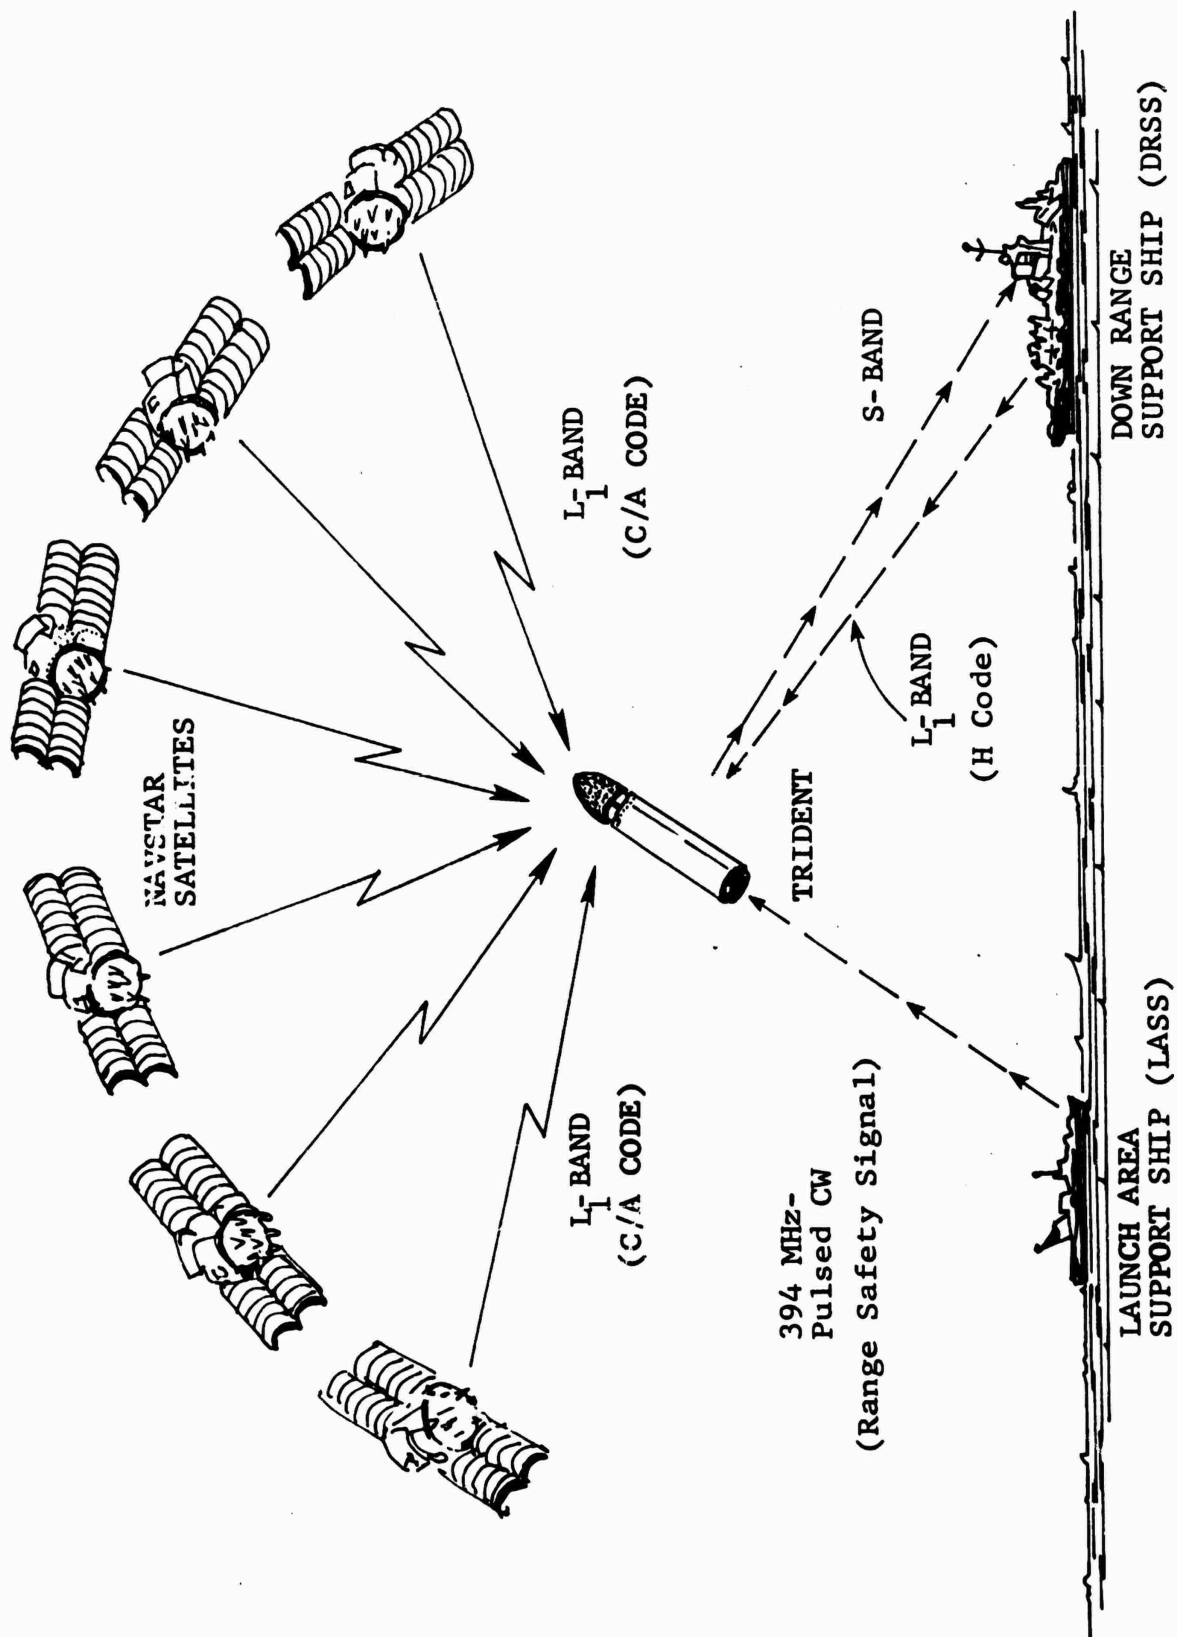 NAVSTAR
SATELLITES
L1-BAND
(C/A CODE)
L1-BAND
(C/A CODE)
394 MHz-
Pulsed CW
(Range Safety Signal)
TRIDENT
S-BAND
L1-BAND
(H Code)
LAUNCH AREA
SUPPORT SHIP (LASS)
DOWN RANGE
SUPPORT SHIP (DRSS)